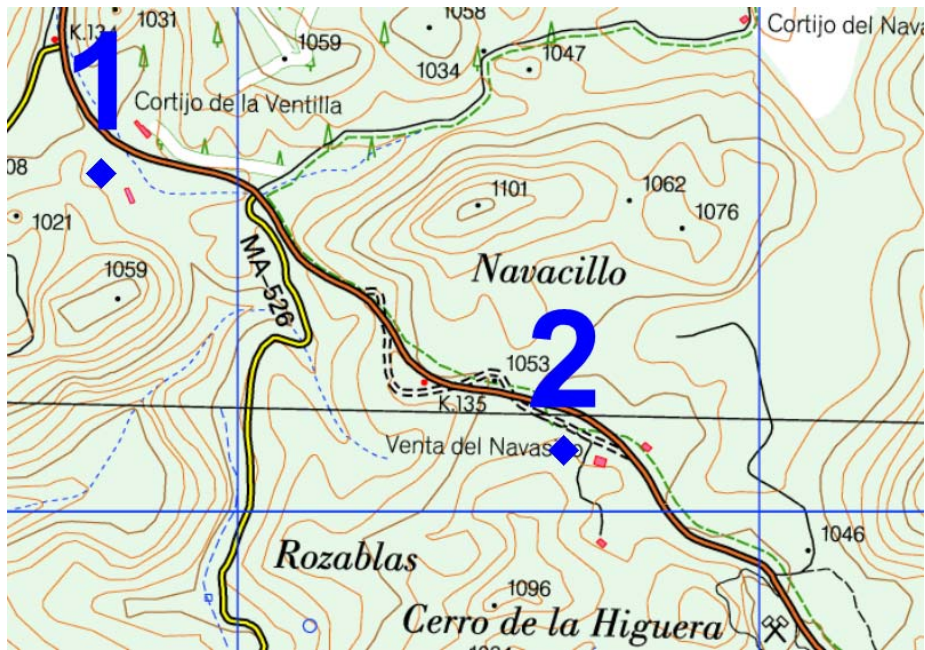 1031
1058
Cortijo del Nava
K.134
1
1059
1047
1034
Cortijo de la Ventilla
08
1101
1062
1021
1076
MA-526
1059
Navacillo
2
1053
K.135
Venta del Navasillo
Rozablas
1046
1096
Cerro de la Higuera